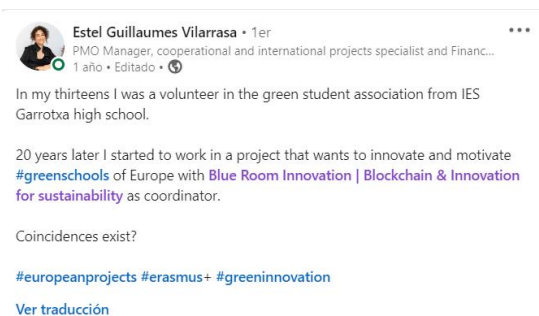 Estel Guillaumes Vilarrasa • 1er
PMO Manager, cooperational and international projects specialist and Financ...
1 año • Editado •
In my thirteens I was a volunteer in the green student association from IES
Garrotxa high school.
20 years later I started to work in a project that wants to innovate and motivate
#greenschools of Europe with Blue Room Innovation | Blockchain & Innovation
for sustainability as coordinator.
Coincidences exist?
#europeanprojects #erasmus+ #greeninnovation
Ver traducción